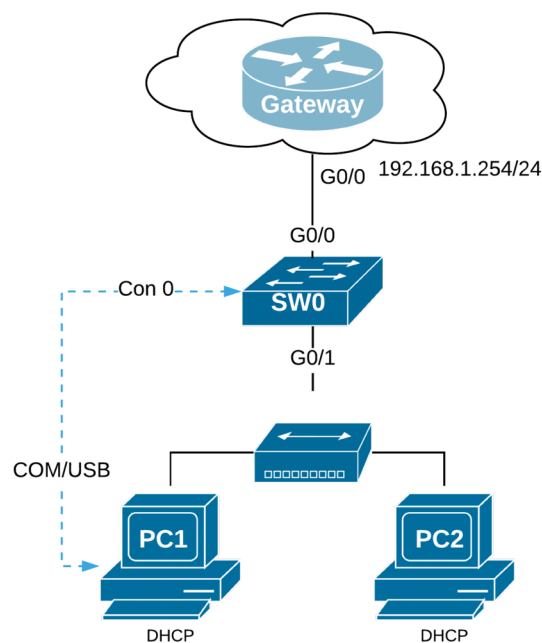 Gateway
G0/0
192.168.1.254/24
G0/0
Con 0
SW0
G0/1
COM/USB
PC1
PC2
DHCP
DHCP